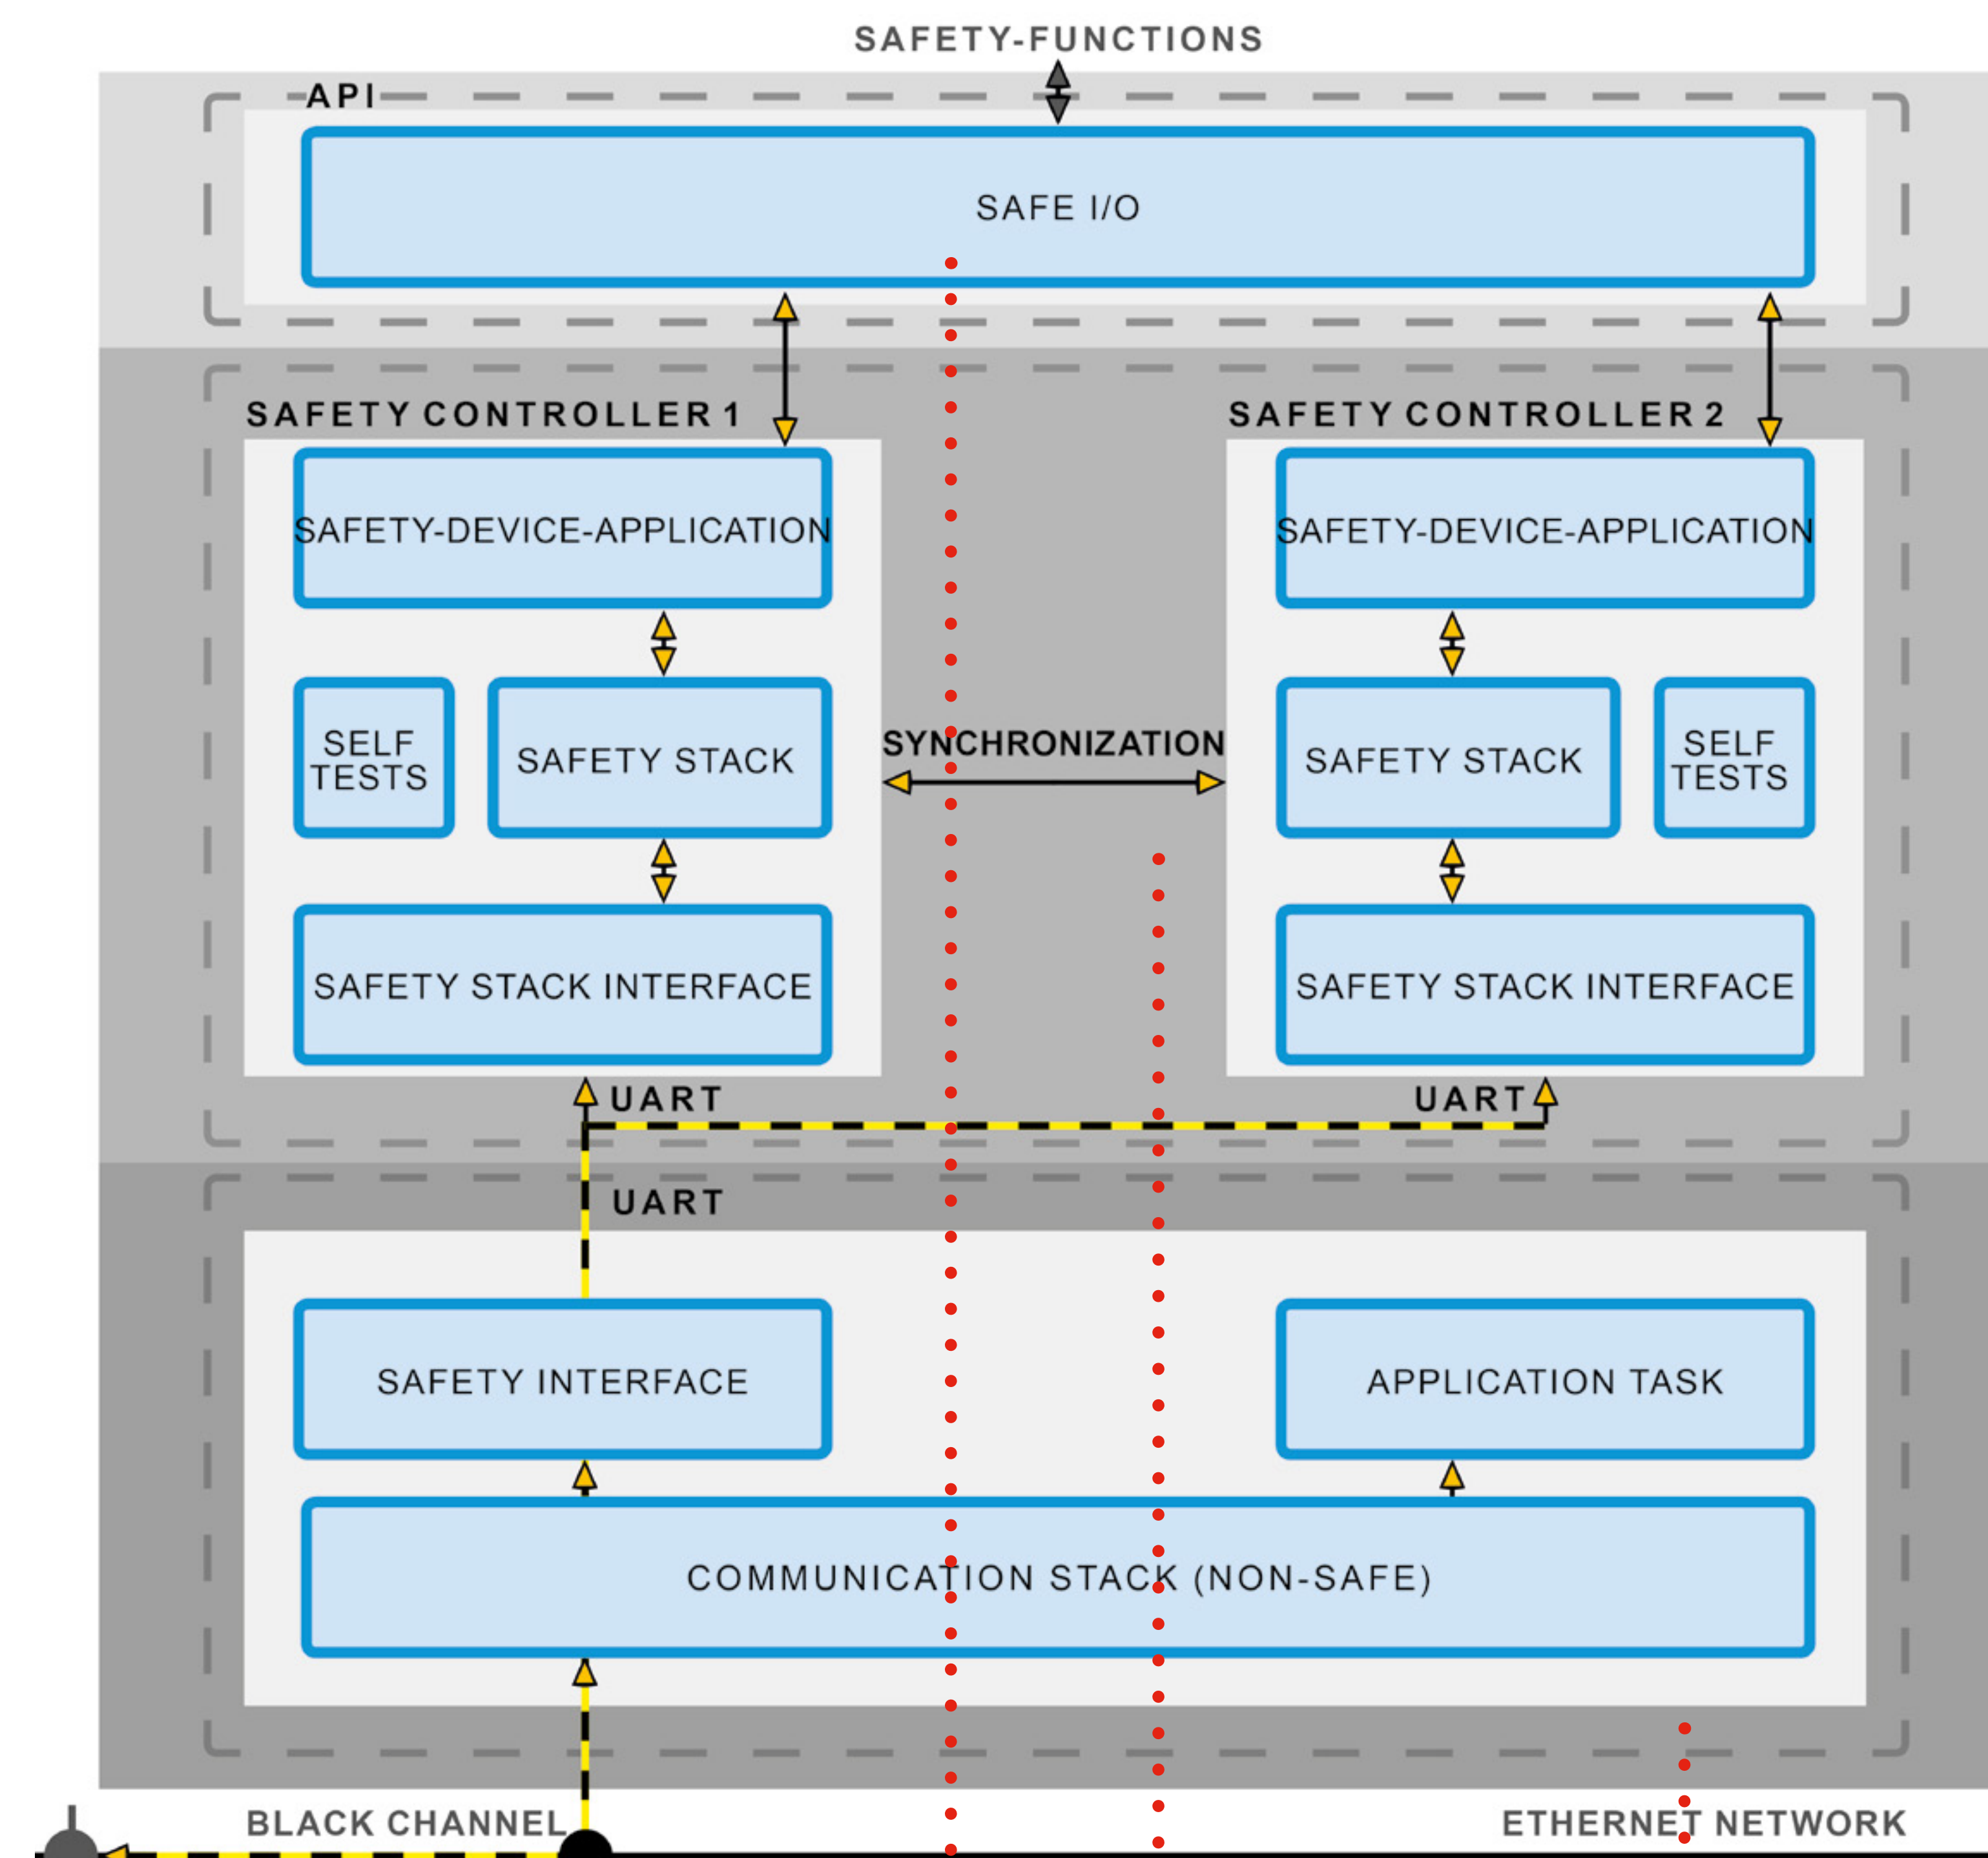 SAFETY-FUNCTIONS
API
SAFE I/O
SAFETY CONTROLLER 1
SAFETY CONTROLLER 2
SAFETY-DEVICE-APPLICATION
SAFETY-DEVICE-APPLICATION
SELF
TESTS
SAFETY STACK
SYNCHRONIZATION
SAFETY STACK
SELF
TESTS
SAFETY STACK INTERFACE
SAFETY STACK INTERFACE
UART
UART
UART
SAFETY INTERFACE
APPLICATION TASK
COMMUNICATION STACK (NON-SAFE)
BLACK CHANNEL
ETHERNET NETWORK